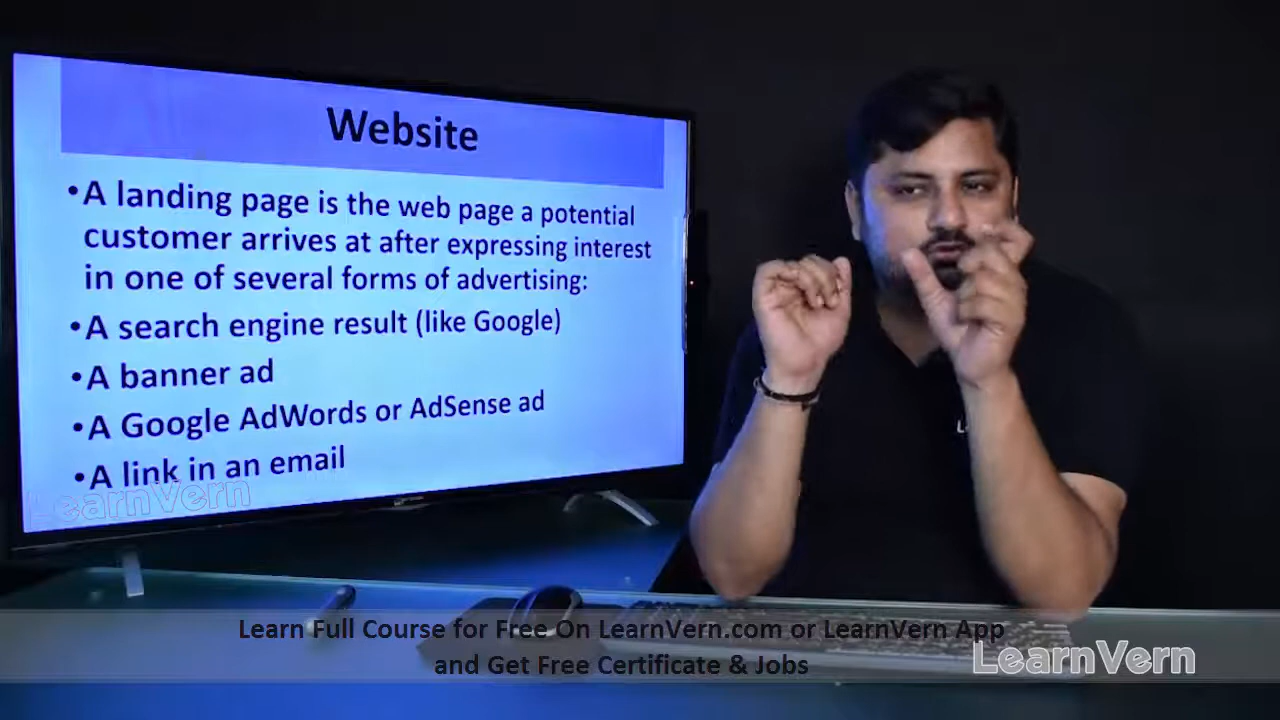 Website
•A landing page is the web page a potential
customer arrives at after expressing interest
in one of several forms of advertising:
•A search engine result (like Google)
•A banner ad
•A Google AdWords or AdSense ad
•A link in an email
LearnVern
Learn Full Course for Free On LearnVern.com or LearnVern App
and Get Free Certificate & Jobs
LearnVern